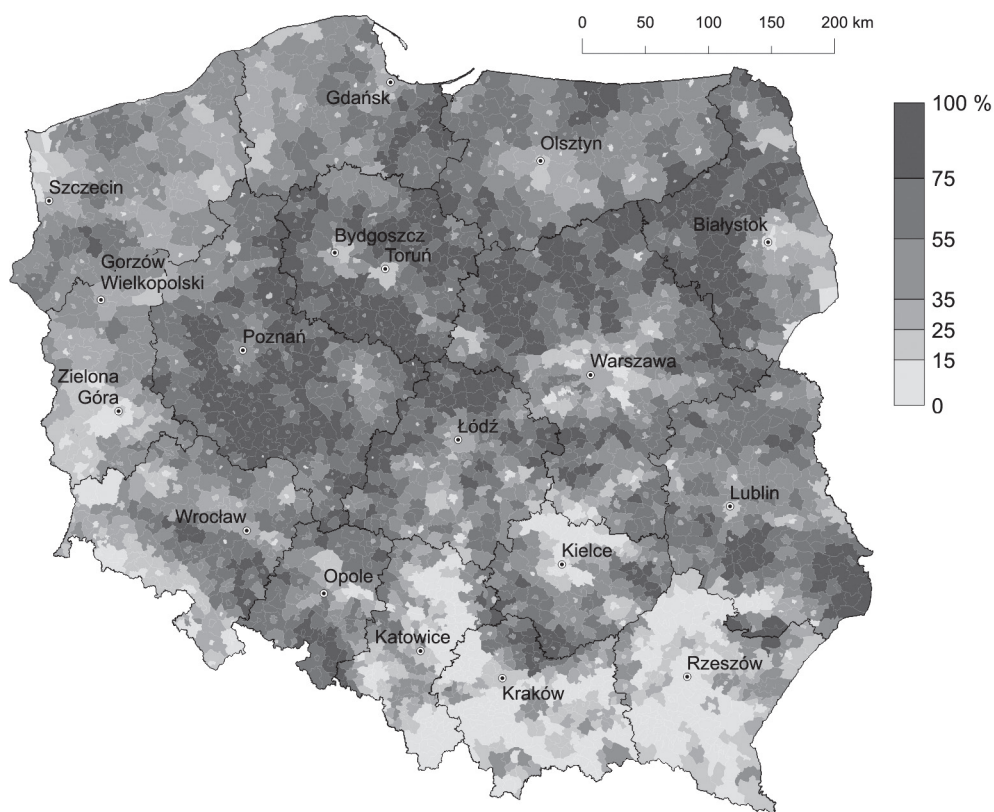 0 50 100 150 200 km
100 %
75
55
35
25
15
0
Gdańsk
Olsztyn
Szczecin
Białystok
Bydgoszcz
Toruń
Gorzów
Wielkopolski
Poznań
Warszawa
Zielona
Góra
Łódź
Lublin
Wrocław
Kielce
Opole
Katowice
Rzeszów
Kraków